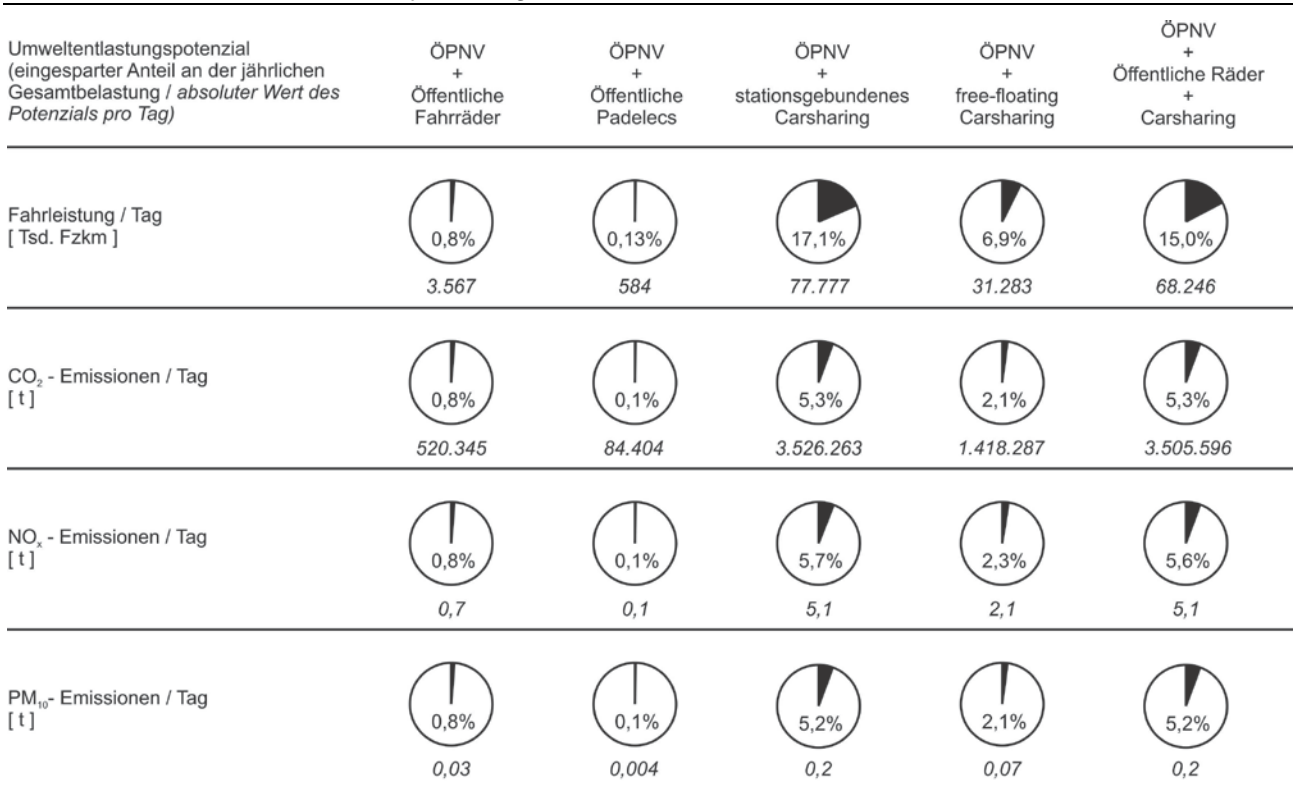 Umweltentlastungspotenzial
(eingesparter Anteil an der jährlichen
Gesamtbelastung / absoluter Wert des
Potenzials pro Tag)
ÖPNV
+
Öffentliche
Fahrräder
ÖPNV
+
Öffentliche
Padelecs
ÖPNV
+
stationsgebundenes
Carsharing
ÖPNV
+
free-floating
Carsharing
ÖPNV
+
Öffentliche Räder
+
Carsharing
Fahrleistung / Tag
[ Tsd. Fzkm ]
0,8% 0,13% 17,1% 6,9% 15,0%
3.567 584 77.777 31.283 68.246
CO₂ - Emissionen / Tag
[ t ]
0,8% 0,1% 5,3% 2,1% 5,3%
520.345 84.404 3.526.263 1.418.287 3.505.596
NOₓ - Emissionen / Tag
[ t ]
0,8% 0,1% 5,7% 2,3% 5,6%
0,7 0,1 5,1 2,1 5,1
PM₁₀- Emissionen / Tag
[ t ]
0,8% 0,1% 5,2% 2,1% 5,2%
0,03 0,004 0,2 0,07 0,2